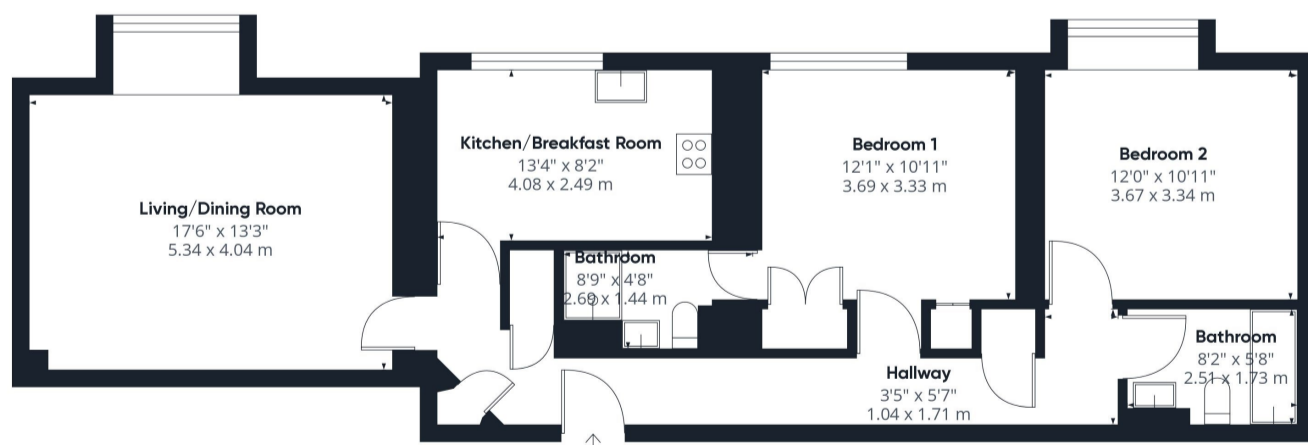 Living/Dining Room
17'6" x 13'3"
5.34 x 4.04 m
Kitchen/Breakfast Room
13'4" x 8'2"
4.08 x 2.49 m
Bedroom 1
12'1" x 10'11"
3.69 x 3.33 m
Bedroom 2
12'0" x 10'11"
3.67 x 3.34 m
Bathroom
8'9" x 4'8"
2.69 x 1.44 m
Hallway
3'5" x 5'7"
1.04 x 1.71 m
Bathroom
8'2" x 5'8"
2.51 x 1.73 m